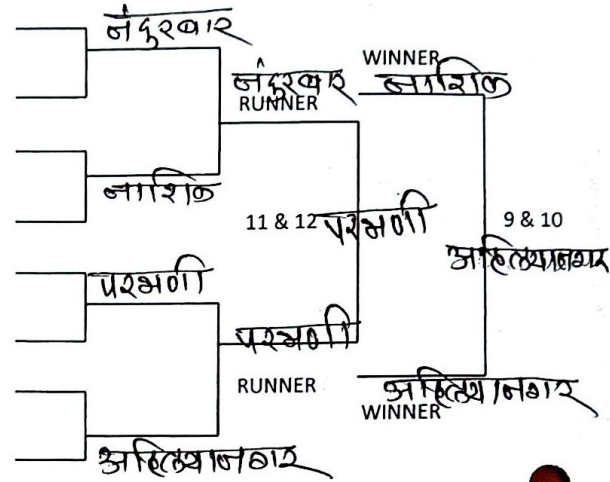 नंदुरबार
WINNER
नाशिक
नंदुरबार
RUNNER
नाशिक
11 & 12
परभणी
9 & 10
अहिल्यानगर
परभणी
परभणी
RUNNER
अहिल्यानगर
WINNER
अहिल्यानगर